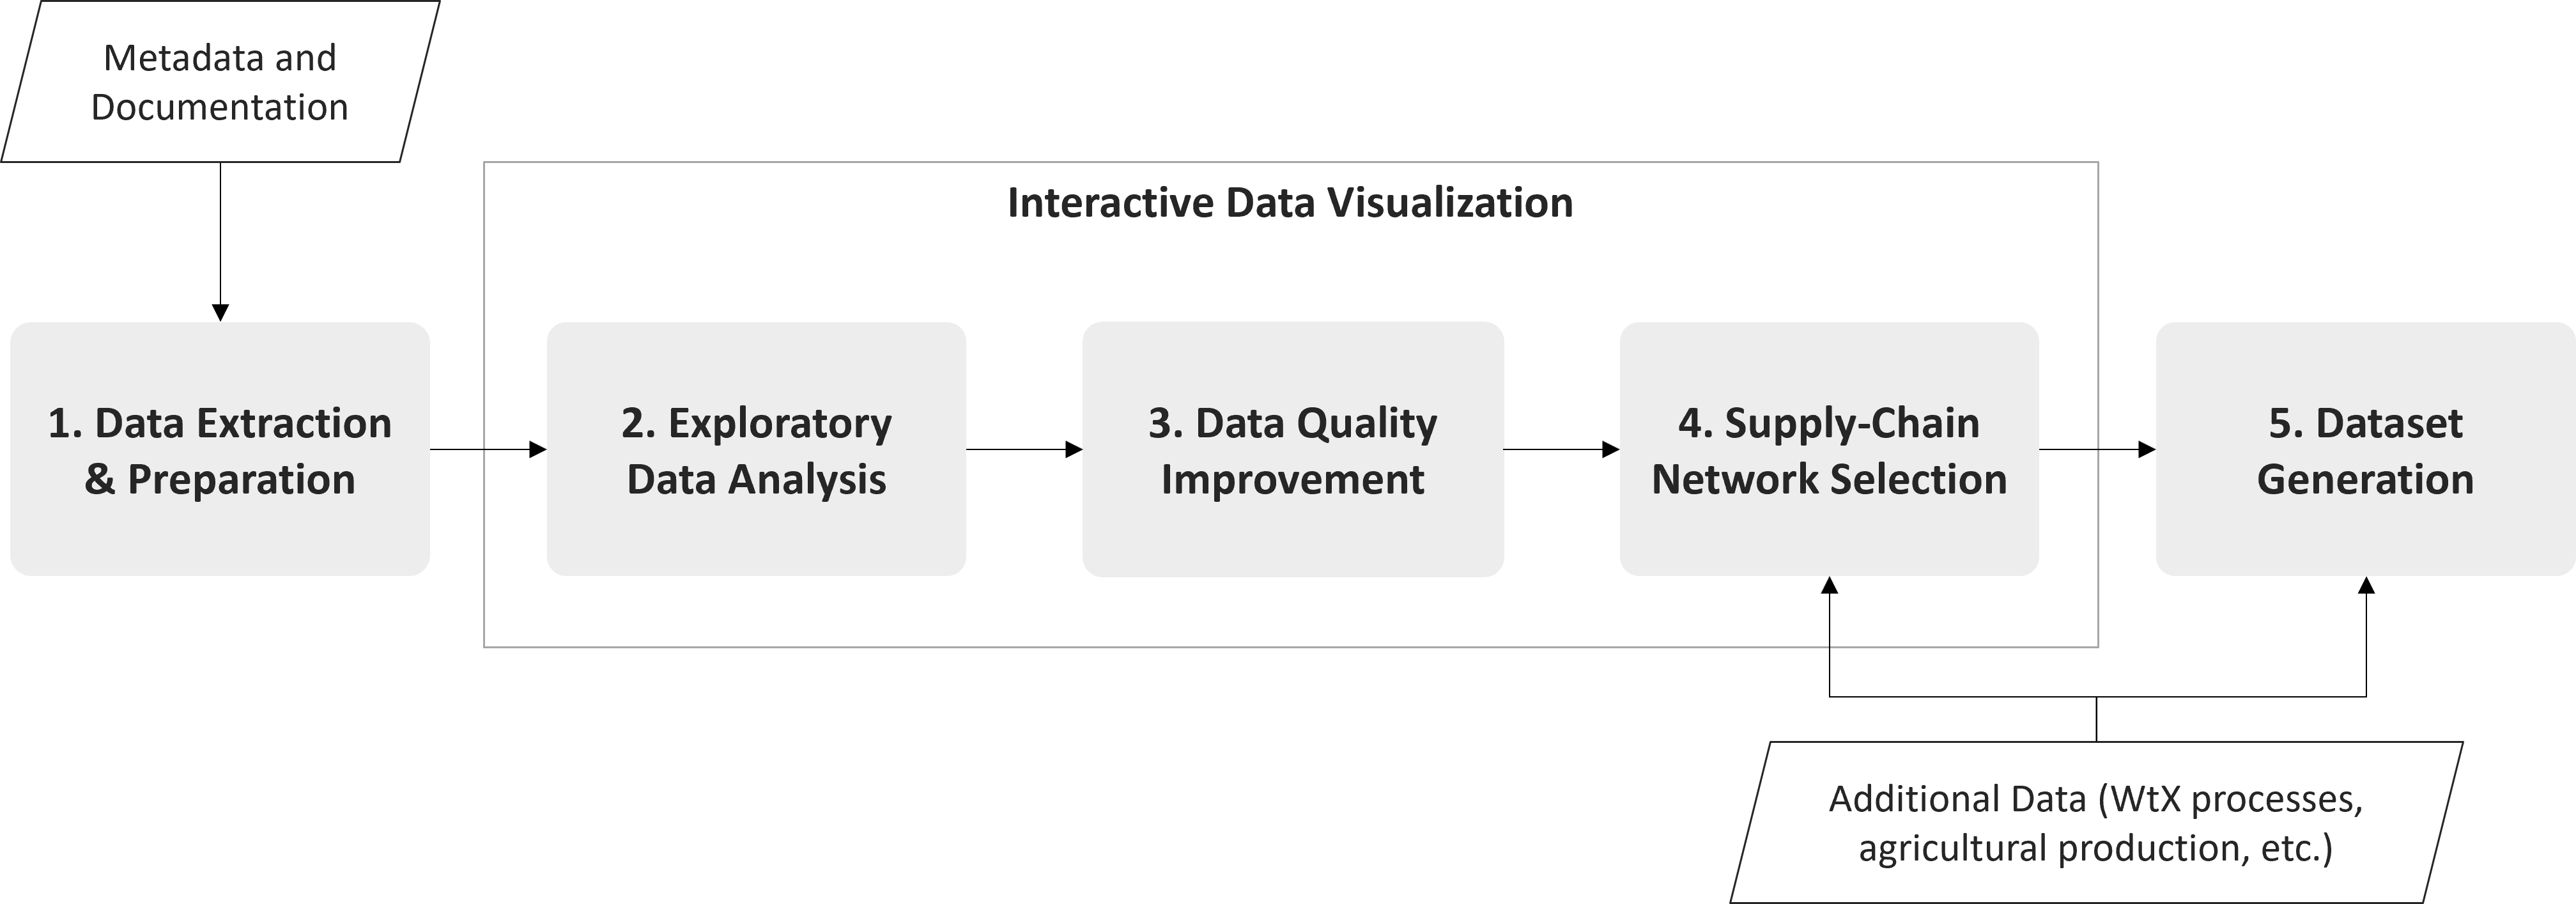 Metadata and
Documentation
Interactive Data Visualization
1. Data Extraction
& Preparation
2. Exploratory
Data Analysis
3. Data Quality
Improvement
4. Supply-Chain
Network Selection
5. Dataset
Generation
Additional Data (WtX processes,
agricultural production, etc.)